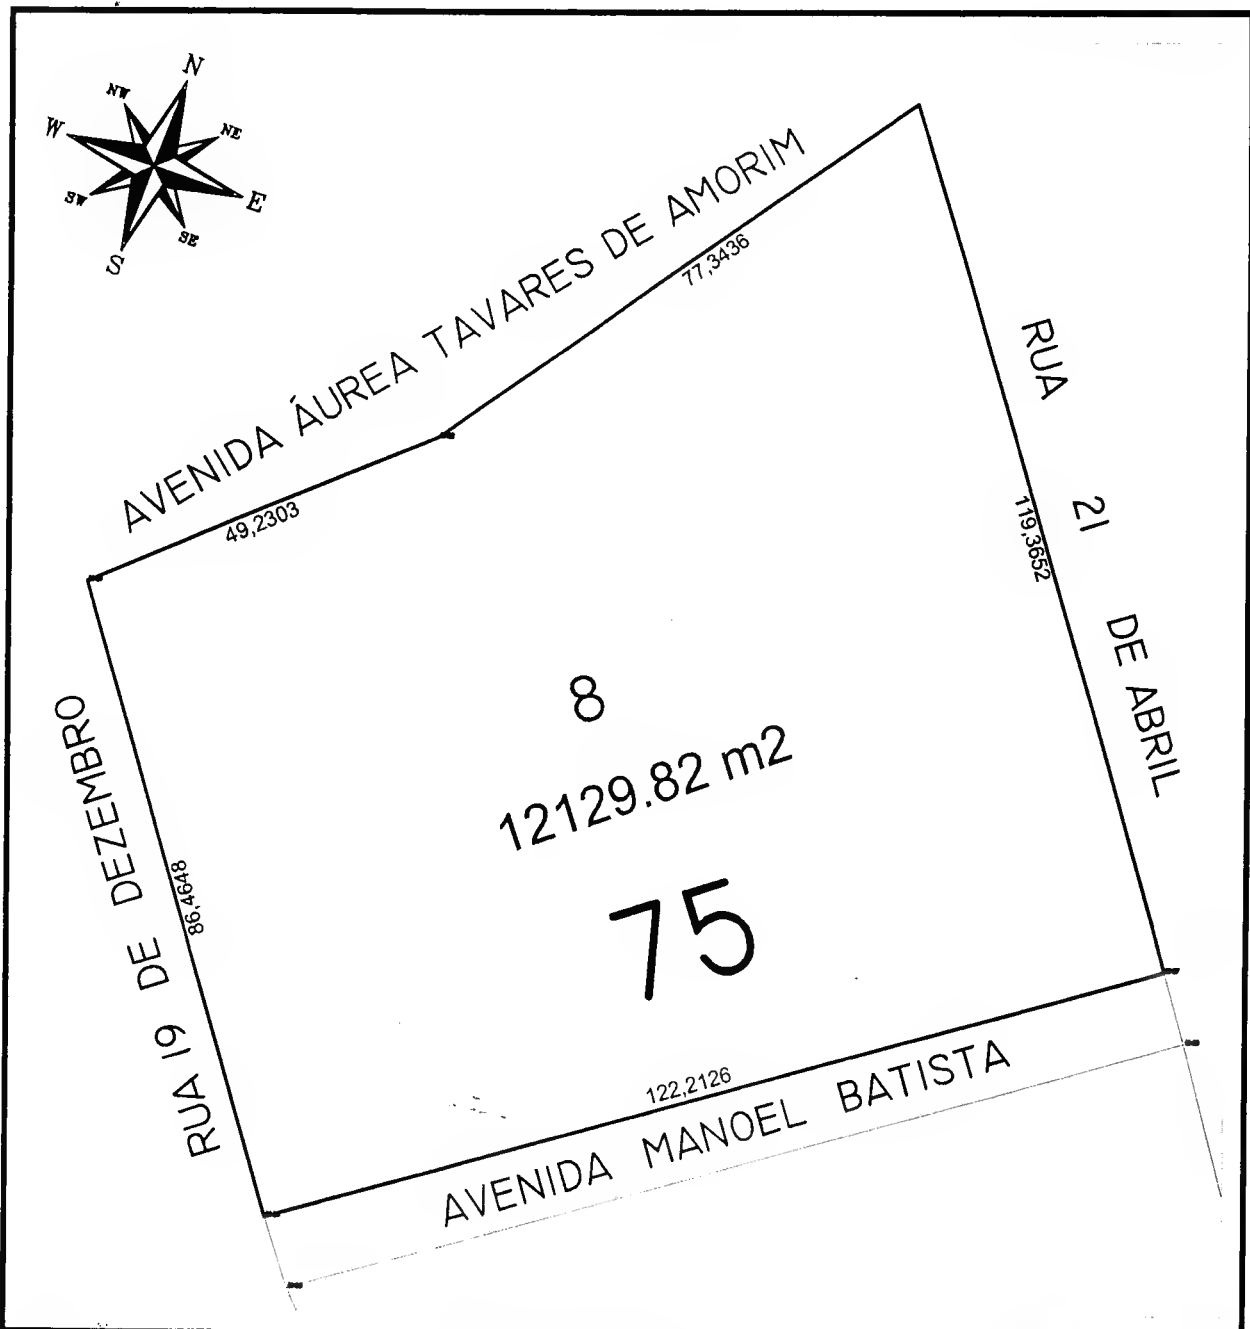 N
NW
NE
W
E
SW
SE
S
AVENIDA ÁUREA TAVARES DE AMORIM
77,3436
49,2303
RUA 21 DE ABRIL
119,3652
8
12129.82 m2
75
RUA 19 DE DEZEMBRO
86,4648
122,2126
AVENIDA MANOEL BATISTA